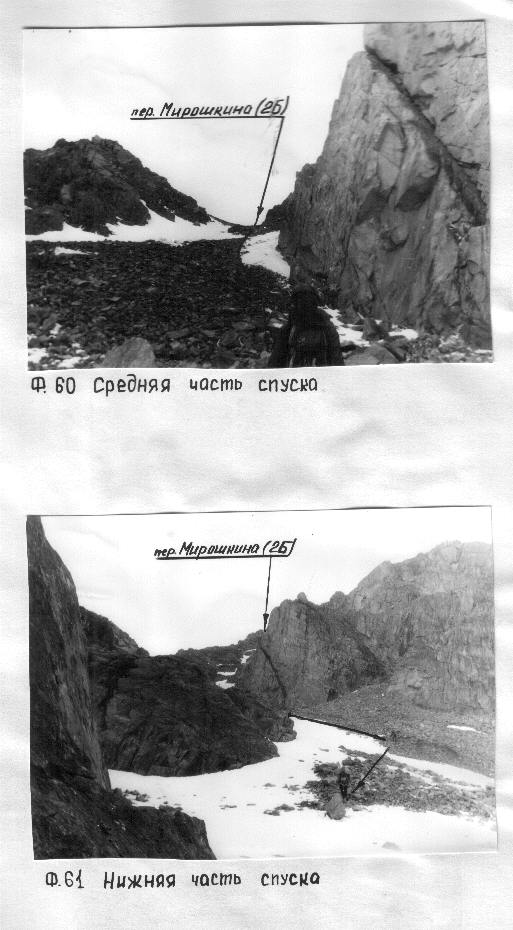 пер. Мирошкина (2Б)
Ф. 60 Средняя часть спуска
пер. Мирошкина (2Б)
Ф. 61 Нижняя часть спуска